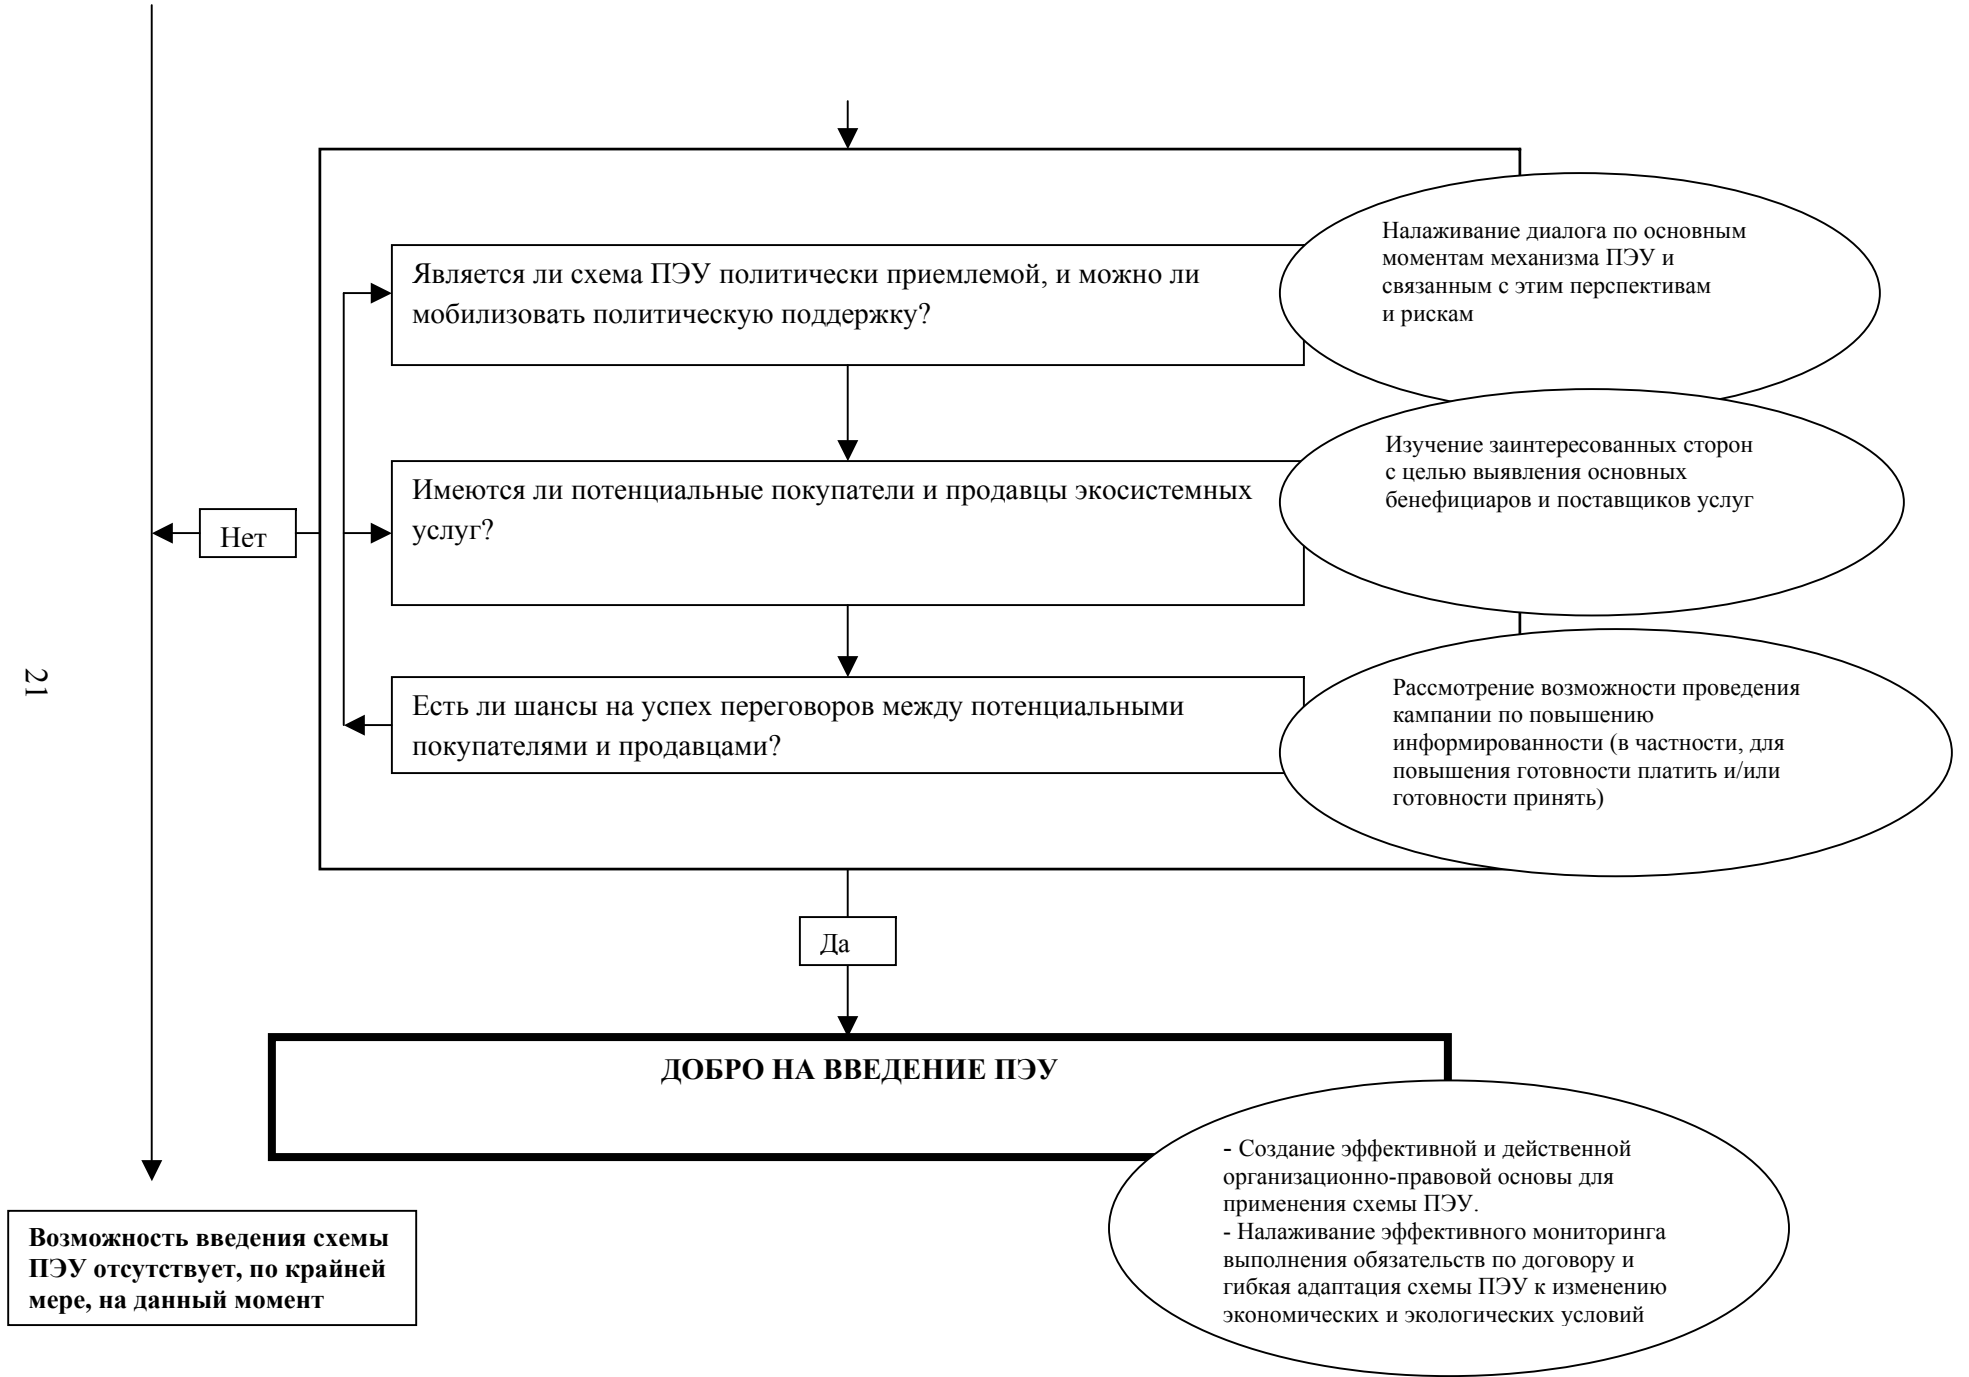 Налаживание диалога по основным
моментам механизма ПЭУ и
связанным с этим перспективам
и рискам
Является ли схема ПЭУ политически приемлемой, и можно ли
мобилизовать политическую поддержку?
Изучение заинтересованных сторон
с целью выявления основных
бенефициаров и поставщиков услуг
Имеются ли потенциальные покупатели и продавцы экосистемных
услуг?
Нет
21
Рассмотрение возможности проведения
кампании по повышению
информированности (в частности, для
повышения готовности платить и/или
готовности принять)
Есть ли шансы на успех переговоров между потенциальными
покупателями и продавцами?
Да
ДОБРО НА ВВЕДЕНИЕ ПЭУ
- Создание эффективной и действенной
организационно-правовой основы для
применения схемы ПЭУ.
- Налаживание эффективного мониторинга
выполнения обязательств по договору и
гибкая адаптация схемы ПЭУ к изменению
экономических и экологических условий
Возможность введения схемы
ПЭУ отсутствует, по крайней
мере, на данный момент